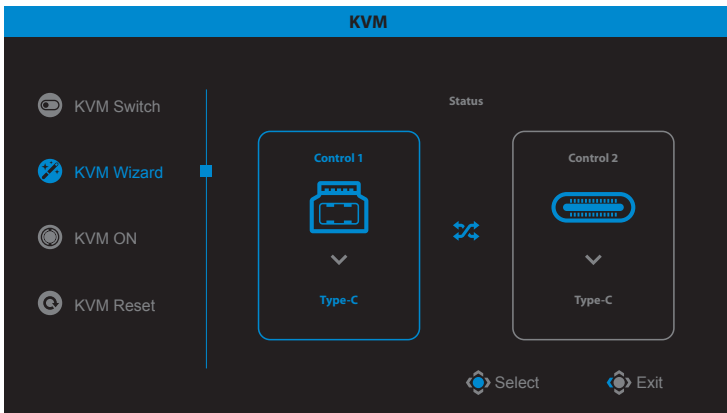 KVM
KVM Switch
KVM Wizard
KVM ON
KVM Reset
Status
Control 1
Type-C
Control 2
Type-C
Select
Exit